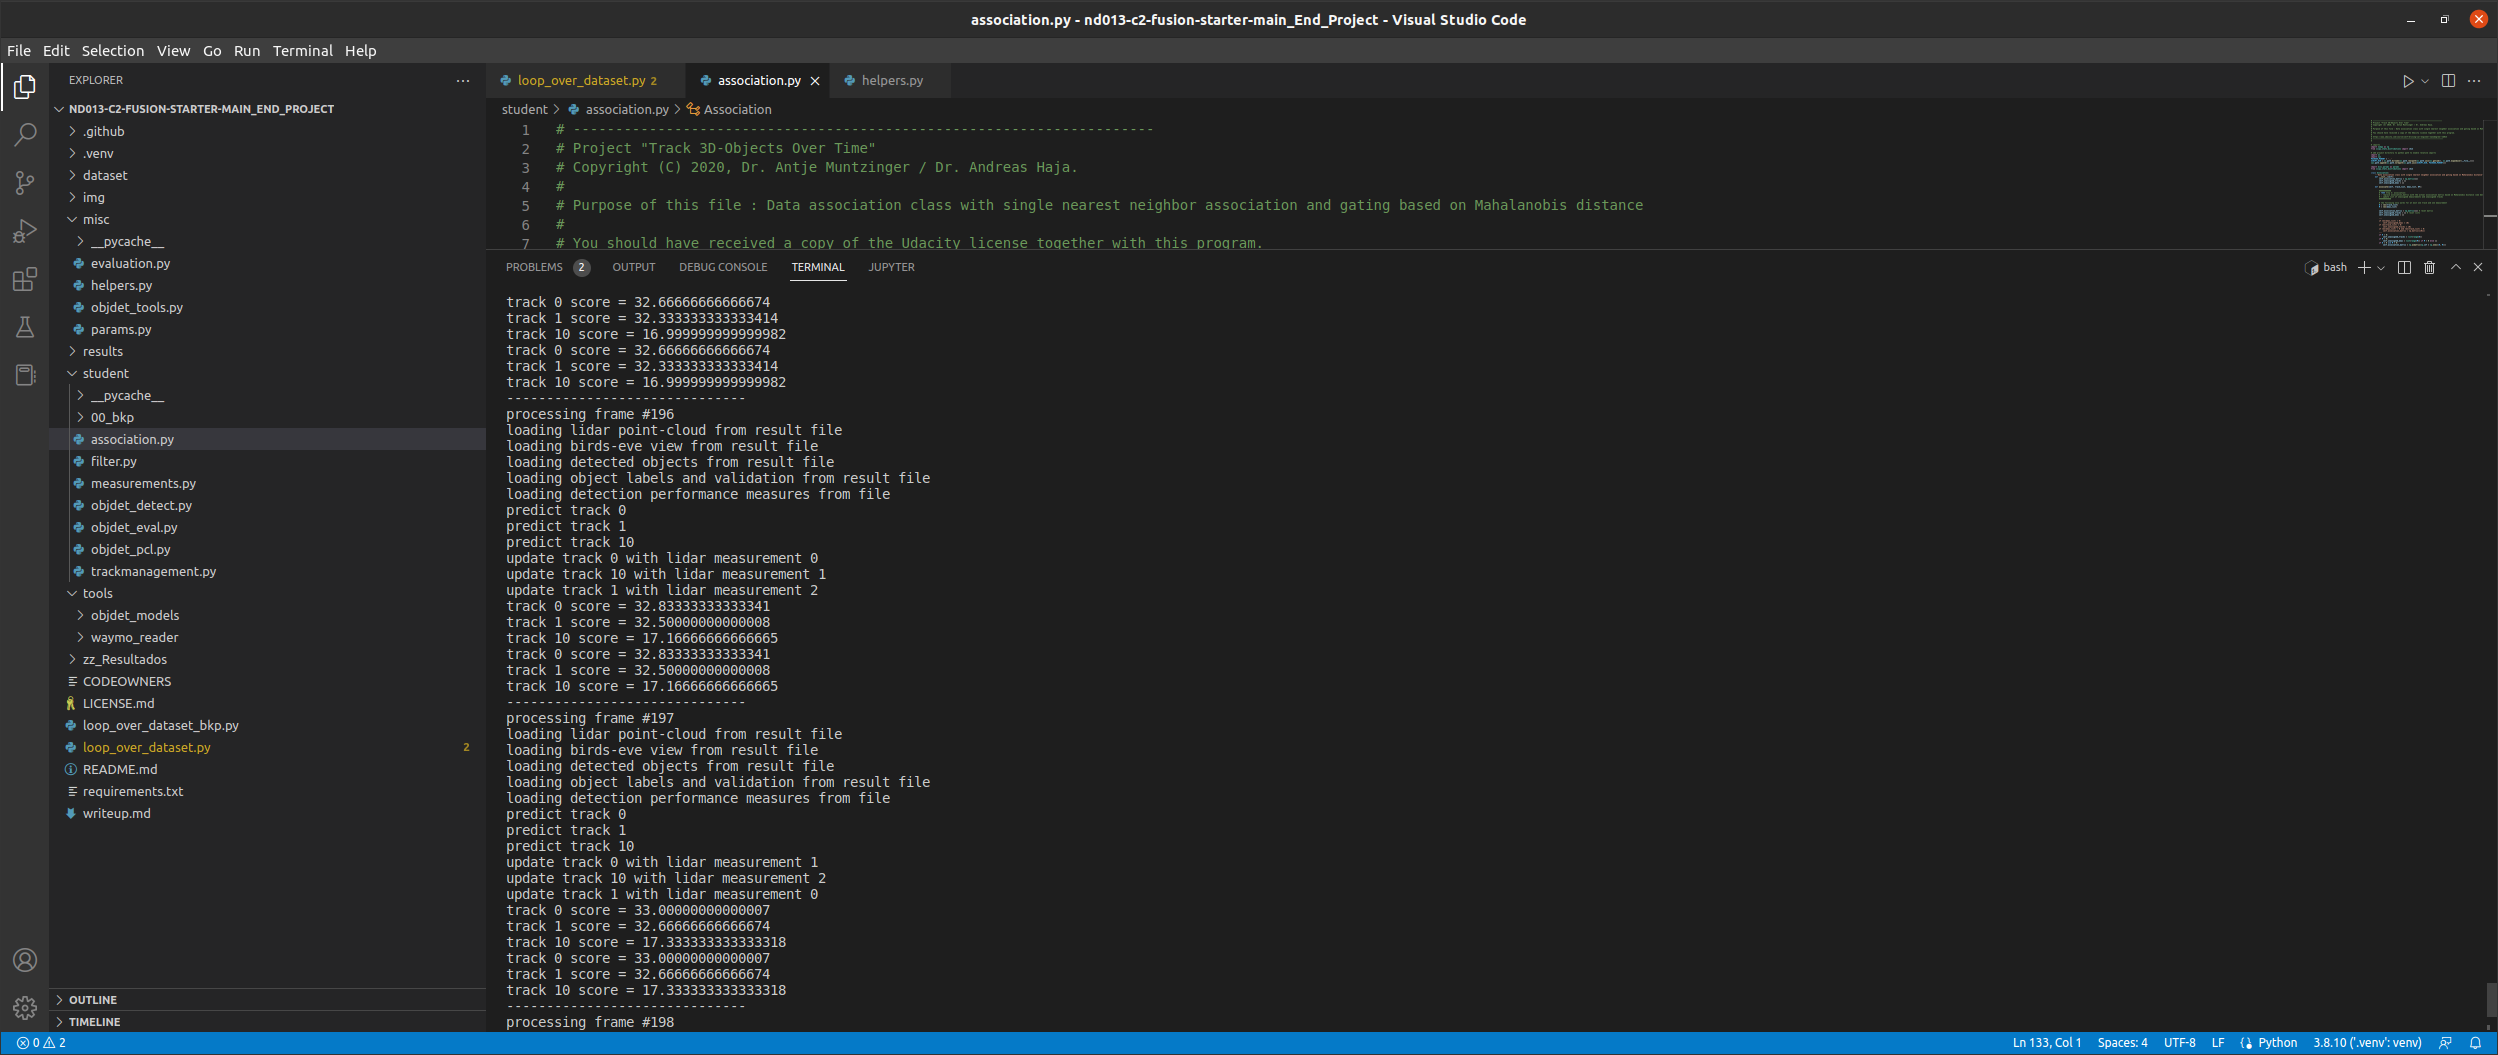 association.py - nd013-c2-fusion-starter-main_End_Project - Visual Studio Code
File Edit Selection View Go Run Terminal Help
EXPLORER
ND013-C2-FUSION-STARTER-MAIN_END_PROJECT
.github
.venv
dataset
img
misc
__pycache__
evaluation.py
helpers.py
objdet_tools.py
params.py
results
student
__pycache__
00_bkp
association.py
filter.py
measurements.py
objdet_detect.py
objdet_eval.py
objdet_pcl.py
trackmanagement.py
tools
objdet_models
waymo_reader
zz_Resultados
CODEOWNERS
LICENSE.md
loop_over_dataset_bkp.py
loop_over_dataset.py 2
README.md
requirements.txt
writeup.md
OUTLINE
TIMELINE
loop_over_dataset.py 2 association.py helpers.py
student > association.py > Association
1 # ---------------------------------------------------------------------
2 # Project "Track 3D-Objects Over Time"
3 # Copyright (C) 2020, Dr. Antje Muntzinger / Dr. Andreas Haja.
4 #
5 # Purpose of this file : Data association class with single nearest neighbor association and gating based on Mahalanobis distance
6 #
7 # You should have received a copy of the Udacity license together with this program.
PROBLEMS 2 OUTPUT DEBUG CONSOLE TERMINAL JUPYTER
bash
track 0 score = 32.66666666666674
track 1 score = 32.333333333333414
track 10 score = 16.999999999999982
track 0 score = 32.66666666666674
track 1 score = 32.333333333333414
track 10 score = 16.999999999999982
------------------------------
processing frame #196
loading lidar point-cloud from result file
loading birds-eve view from result file
loading detected objects from result file
loading object labels and validation from result file
loading detection performance measures from file
predict track 0
predict track 1
predict track 10
update track 0 with lidar measurement 0
update track 10 with lidar measurement 1
update track 1 with lidar measurement 2
track 0 score = 32.83333333333341
track 1 score = 32.50000000000008
track 10 score = 17.16666666666665
track 0 score = 32.83333333333341
track 1 score = 32.50000000000008
track 10 score = 17.16666666666665
------------------------------
processing frame #197
loading lidar point-cloud from result file
loading birds-eve view from result file
loading detected objects from result file
loading object labels and validation from result file
loading detection performance measures from file
predict track 0
predict track 1
predict track 10
update track 0 with lidar measurement 1
update track 10 with lidar measurement 2
update track 1 with lidar measurement 0
track 0 score = 33.00000000000007
track 1 score = 32.66666666666674
track 10 score = 17.333333333333318
track 0 score = 33.00000000000007
track 1 score = 32.66666666666674
track 10 score = 17.333333333333318
------------------------------
processing frame #198
0 2 Ln 133, Col 1 Spaces: 4 UTF-8 LF Python 3.8.10 ('.venv': venv)